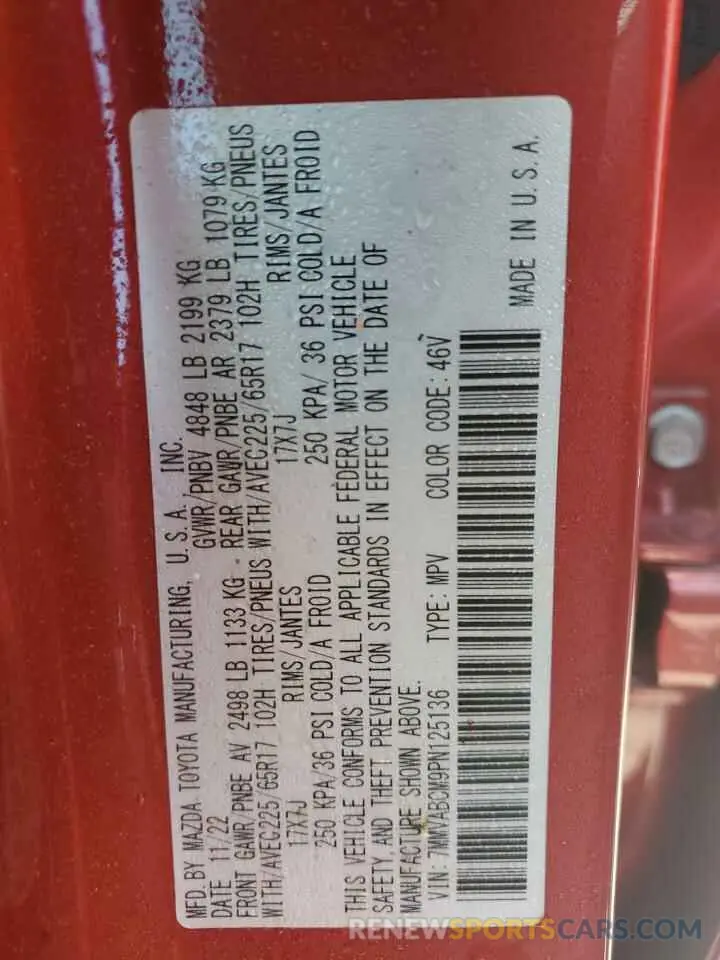 MFD.BY MAZDA TOYOTA MANUFACTURING, U.S.A., INC.
DATE 11/22 GVWR/PNBV 4848 LB 2199 KG
FRONT GAWR/PNBE AV 2498 LB 1133 KG - REAR GAWR/PNBE AR 2379 LB 1079 KG
WITH/AVEC225/65R17 102H TIRES/PNEUS WITH/AVEC225/65R17 102H TIRES/PNEUS
17X7J RIMS/JANTES 17X7J RIMS/JANTES
250 KPA/36 PSI COLD/A FROID 250 KPA/ 36 PSI COLD/A FROID
THIS VEHICLE CONFORMS TO ALL APPLICABLE FEDERAL MOTOR VEHICLE
SAFETY AND THEFT PREVENTION STANDARDS IN EFFECT ON THE DATE OF
MANUFACTURE SHOWN ABOVE.
VIN:7MMVABCM9PN125136 TYPE:MPV COLOR CODE:46V
MADE IN U.S.A.
RENEWSPORTSCARS.COM